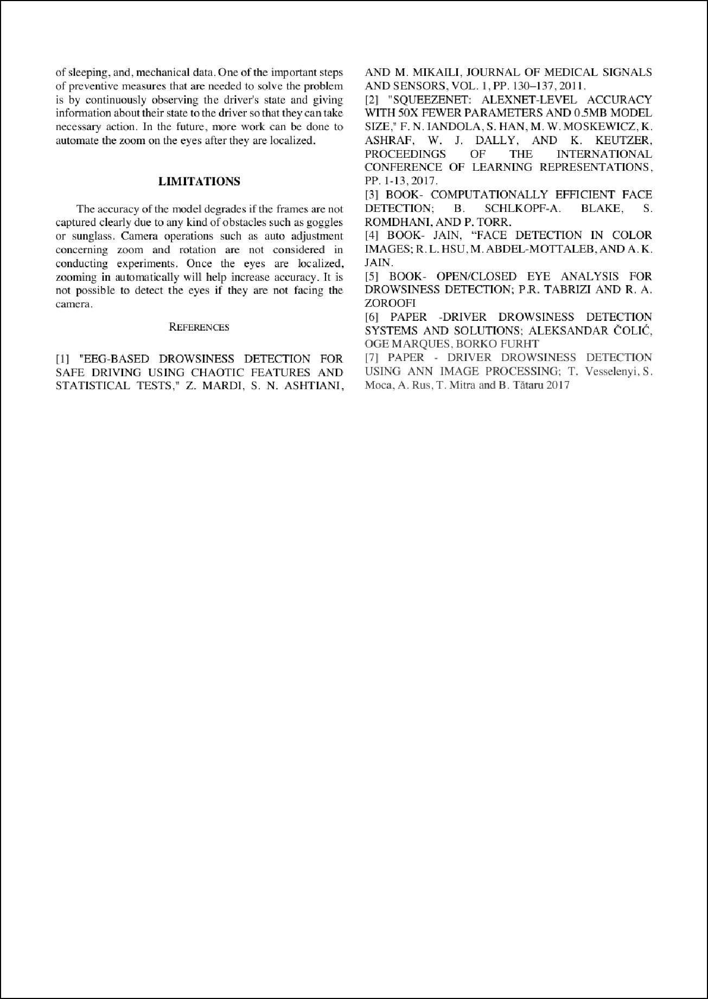 of sleeping, and, mechanical data. One of the important steps
of preventive measures that are needed to solve the problem
is by continuously observing the driver's state and giving
information about their state to the driver so that they can take
necessary action. In the future, more work can be done to
automate the zoom on the eyes after they are localized.
LIMITATIONS
The accuracy of the model degrades if the frames are not
captured clearly due to any kind of obstacles such as goggles
or sunglass. Camera operations such as auto adjustment
concerning zoom and rotation are not considered in
conducting experiments. Once the eyes are localized,
zooming in automatically will help increase accuracy. It is
not possible to detect the eyes if they are not facing the
camera.
REFERENCES
[1] "EEG-BASED DROWSINESS DETECTION FOR
SAFE DRIVING USING CHAOTIC FEATURES AND
STATISTICAL TESTS," Z. MARDI, S. N. ASHTIANI,
AND M. MIKAILI, JOURNAL OF MEDICAL SIGNALS
AND SENSORS, VOL. 1, PP. 130–137, 2011.
[2] "SQUEEZENET: ALEXNET-LEVEL ACCURACY
WITH 50X FEWER PARAMETERS AND 0.5MB MODEL
SIZE," F. N. IANDOLA, S. HAN, M. W. MOSKEWICZ, K.
ASHRAF, W. J. DALLY, AND K. KEUTZER,
PROCEEDINGS OF THE INTERNATIONAL
CONFERENCE OF LEARNING REPRESENTATIONS,
PP. 1-13, 2017.
[3] BOOK- COMPUTATIONALLY EFFICIENT FACE
DETECTION; B. SCHLKOPF-A. BLAKE, S.
ROMDHANI, AND P. TORR.
[4] BOOK- JAIN, “FACE DETECTION IN COLOR
IMAGES; R. L. HSU, M. ABDEL-MOTTALEB, AND A. K.
JAIN.
[5] BOOK- OPEN/CLOSED EYE ANALYSIS FOR
DROWSINESS DETECTION; P.R. TABRIZI AND R. A.
ZOROOFI
[6] PAPER -DRIVER DROWSINESS DETECTION
SYSTEMS AND SOLUTIONS; ALEKSANDAR ČOLIĆ,
OGE MARQUES, BORKO FURHT
[7] PAPER - DRIVER DROWSINESS DETECTION
USING ANN IMAGE PROCESSING; T. Vesselenyi, S.
Moca, A. Rus, T. Mitra and B. Tătaru 2017